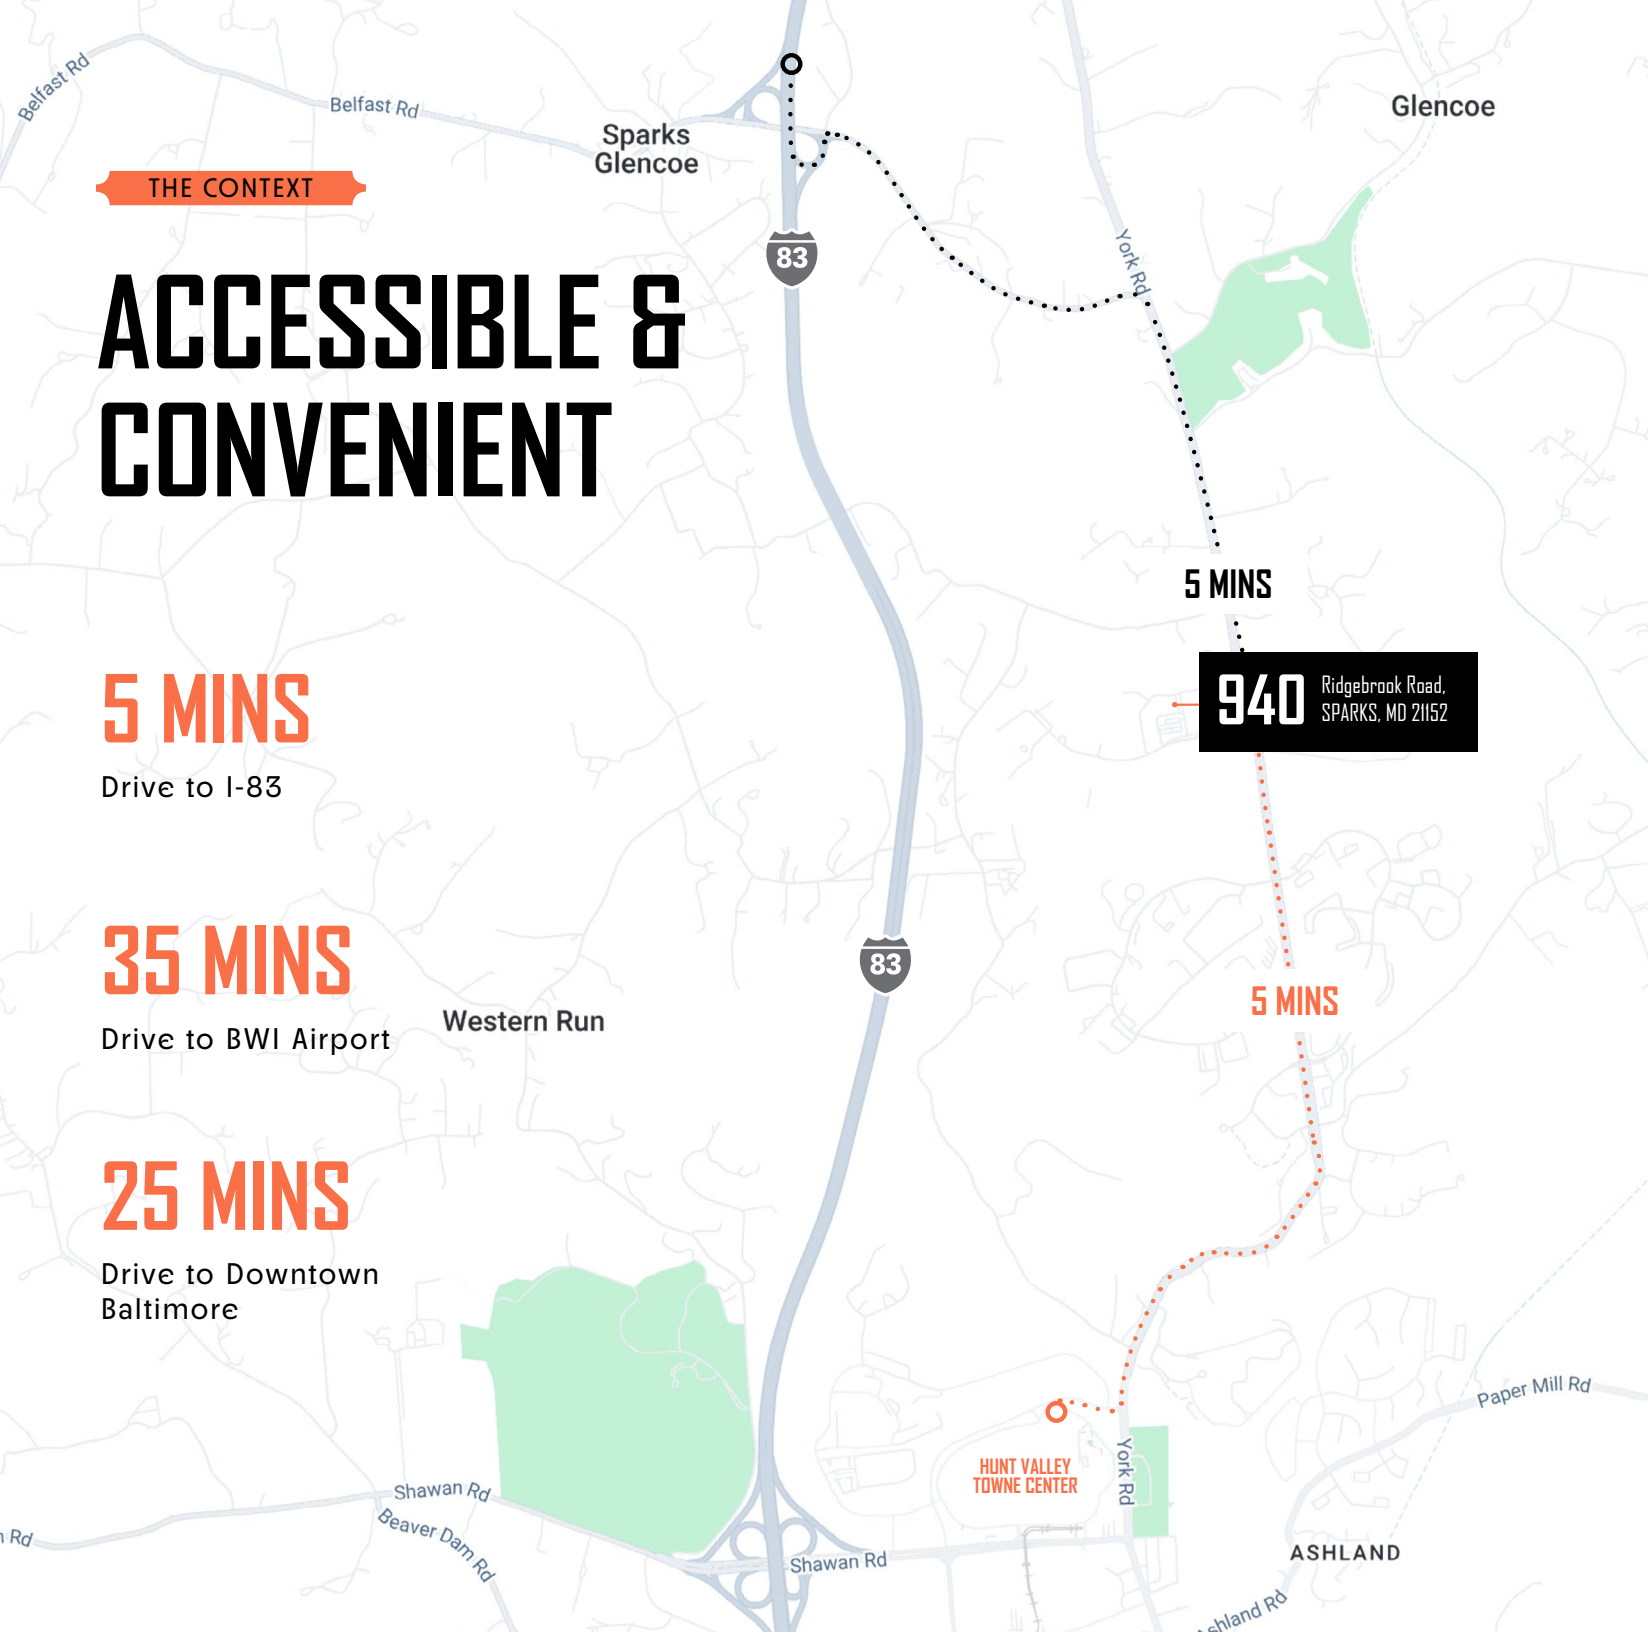 Belfast Rd
Belfast Rd
Sparks
Glencoe
Glencoe
THE CONTEXT
83
York Rd
ACCESSIBLE &
CONVENIENT
5 MINS
940
Ridgebrook Road,
SPARKS, MD 21152
5 MINS
Drive to I-83
35 MINS
Drive to BWI Airport
Western Run
83
5 MINS
25 MINS
Drive to Downtown
Baltimore
Paper Mill Rd
HUNT VALLEY
TOWNE CENTER
York Rd
Shawan Rd
Beaver Dam Rd
Rd
Shawan Rd
ASHLAND
shland Rd